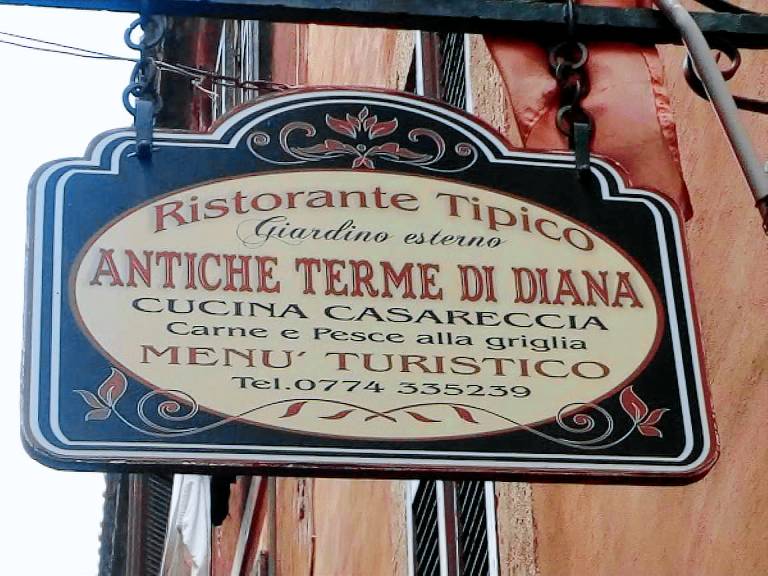 Ristorante Tipico
Giardino esterno
ANTICHE TERME DI DIANA
CUCINA CASARECCIA
Carne e Pesce alla griglia
MENU' TURISTICO
Tel.0774 335239